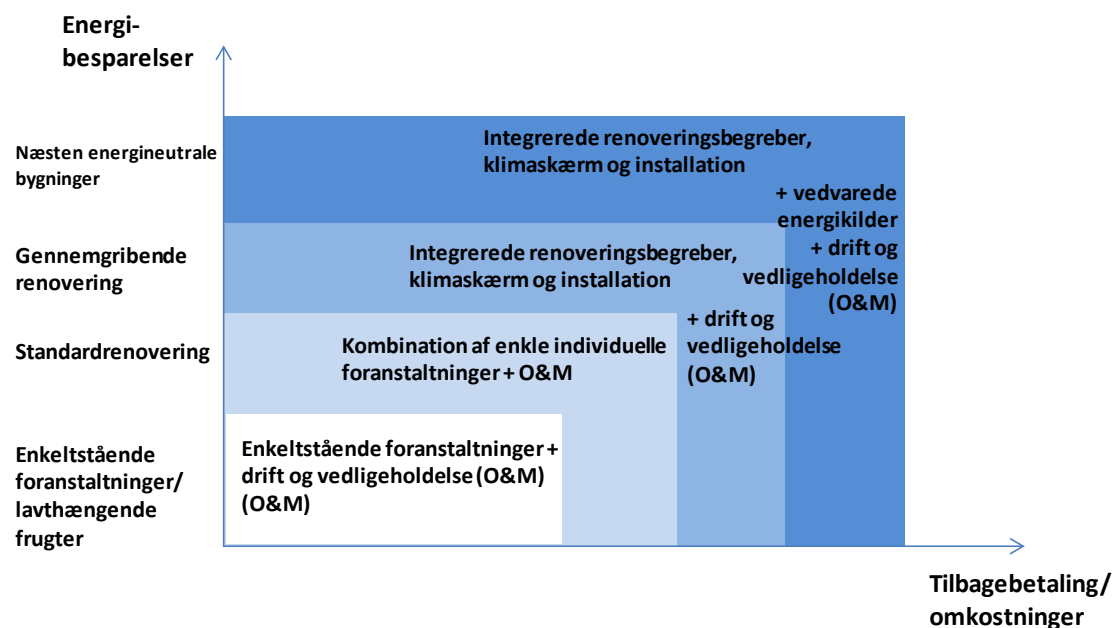 Energi-
besparelser
Næsten energineutrale
bygninger
Integrerede renoveringsbegreber,
klimaskærm og installation
+ vedvarede
energikilder
+ drift og
vedligeholdelse
(O&M)
Gennemgribende
renovering
Integrerede renoveringsbegreber,
klimaskærm og installation
+ drift og
vedligeholdelse
(O&M)
Standardrenovering
Kombination af enkle individuelle
foranstaltninger + O&M
Enkeltstående
foranstaltninger/
lavthængende
frugter
Enkeltstående foranstaltninger +
drift og vedligeholdelse (O&M)
(O&M)
Tilbagebetaling/
omkostninger